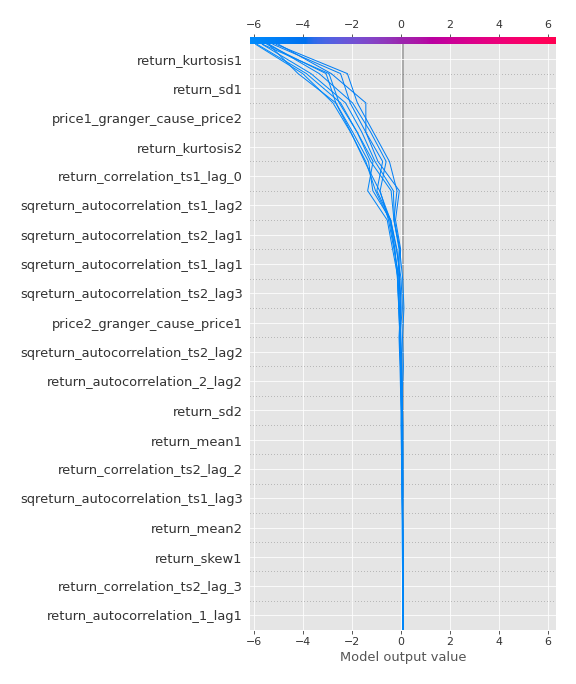 −6 −4 −2 0 2 4 6
return_kurtosis1
return_sd1
price1_granger_cause_price2
return_kurtosis2
return_correlation_ts1_lag_0
sqreturn_autocorrelation_ts1_lag2
sqreturn_autocorrelation_ts2_lag1
sqreturn_autocorrelation_ts1_lag1
sqreturn_autocorrelation_ts2_lag3
price2_granger_cause_price1
sqreturn_autocorrelation_ts2_lag2
return_autocorrelation_2_lag2
return_sd2
return_mean1
return_correlation_ts2_lag_2
sqreturn_autocorrelation_ts1_lag3
return_mean2
return_skew1
return_correlation_ts2_lag_3
return_autocorrelation_1_lag1
−6 −4 −2 0 2 4 6
Model output value